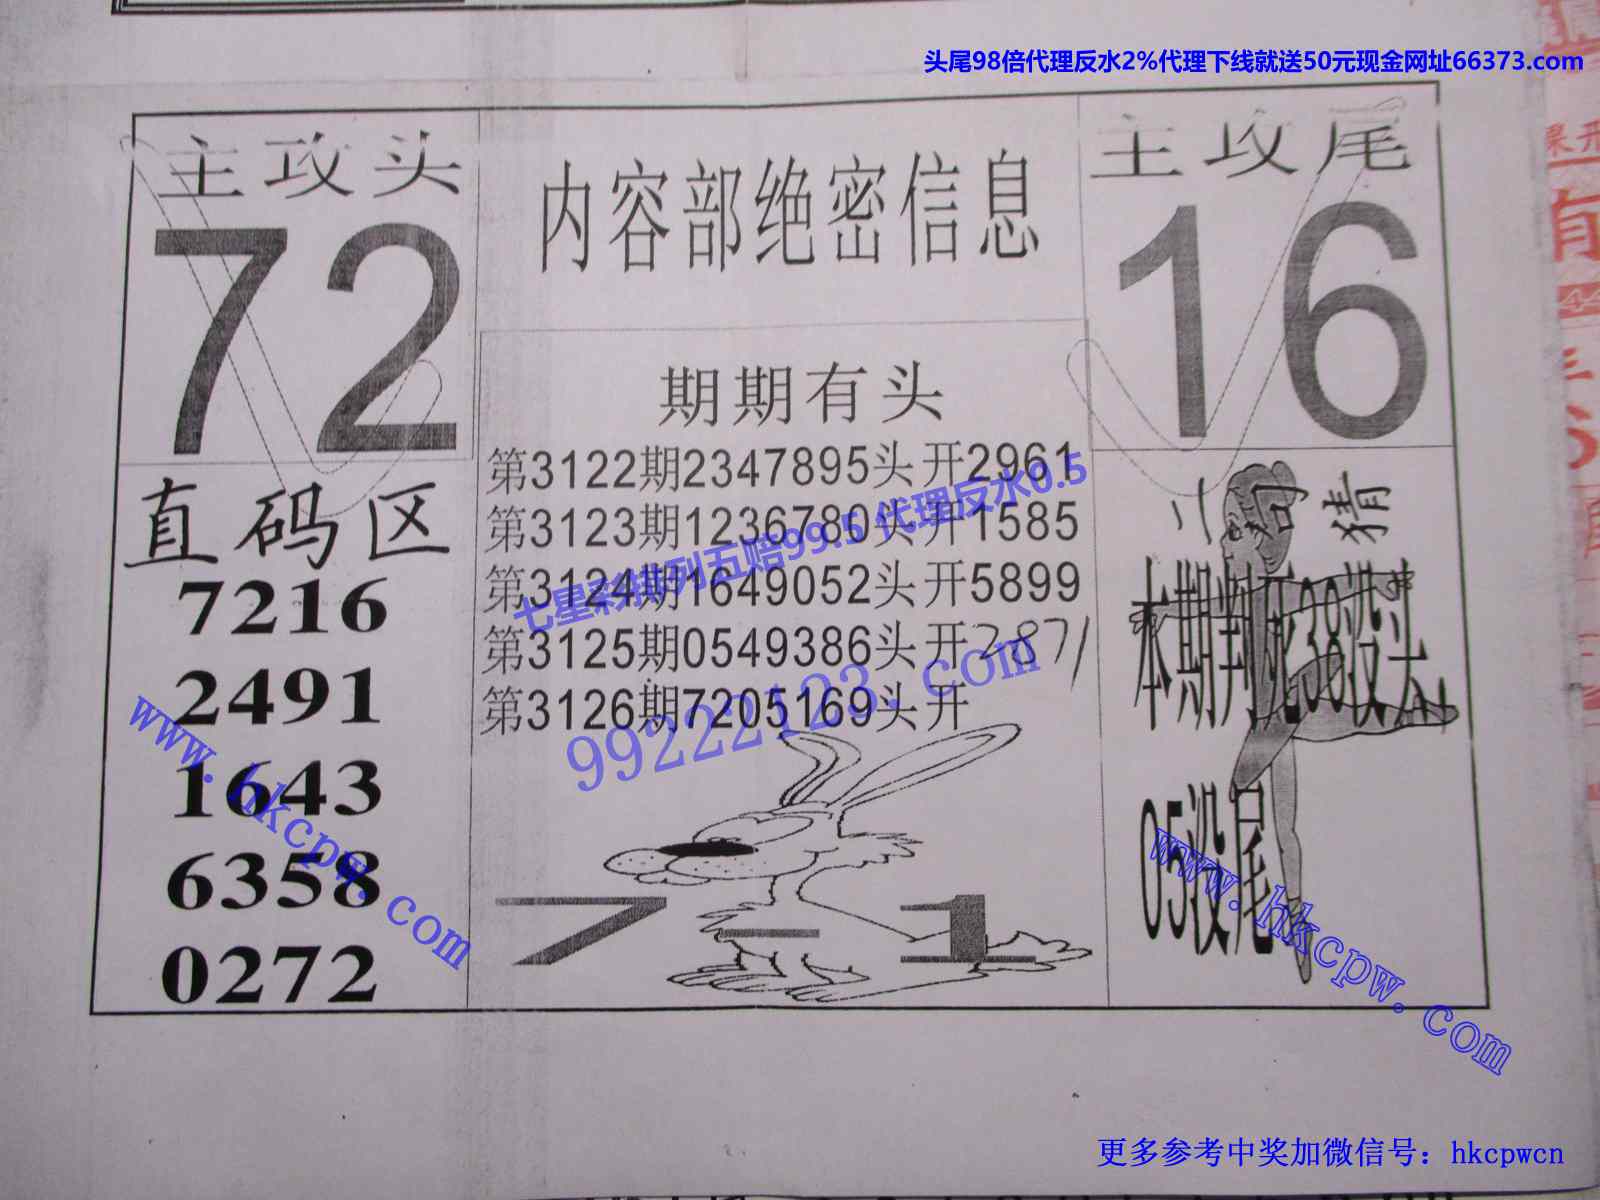 头尾98倍代理反水2%代理下线就送50元现金网址66373.com
主攻头
72
内容部绝密信息
主攻尾
16
期期有头
第3122期2347895头开2961
第3123期1236780头开1585
第3124期1649052头开5899
第3125期0549386头开2871
第3126期7205169头开
七星彩排列五赔99.5代理反水0.5
99222123.com
直码区
7216
2491
1643
6358
0272
www.hkcpw.com
7-1
二句猜
本期判死38没头
05没尾
www.hkcpw.com
更多参考中奖加微信号：hkcpwcn